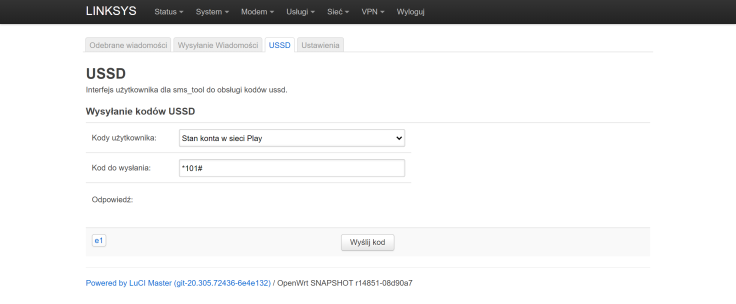 LINKSYS Status System Modem Usługi Sieć VPN Wyloguj
Odebrane wiadomości Wysyłanie Wiadomości USSD Ustawienia
USSD
Interfejs użytkownika dla sms_tool do obsługi kodów ussd.
Wysyłanie kodów USSD
Kody użytkownika: Stan konta w sieci Play
Kod do wysłania: *101#
Odpowiedź:
e1 Wyślij kod
Powered by LuCI Master (git-20.305.72436-6e4e132) / OpenWrt SNAPSHOT r14851-08d90a7